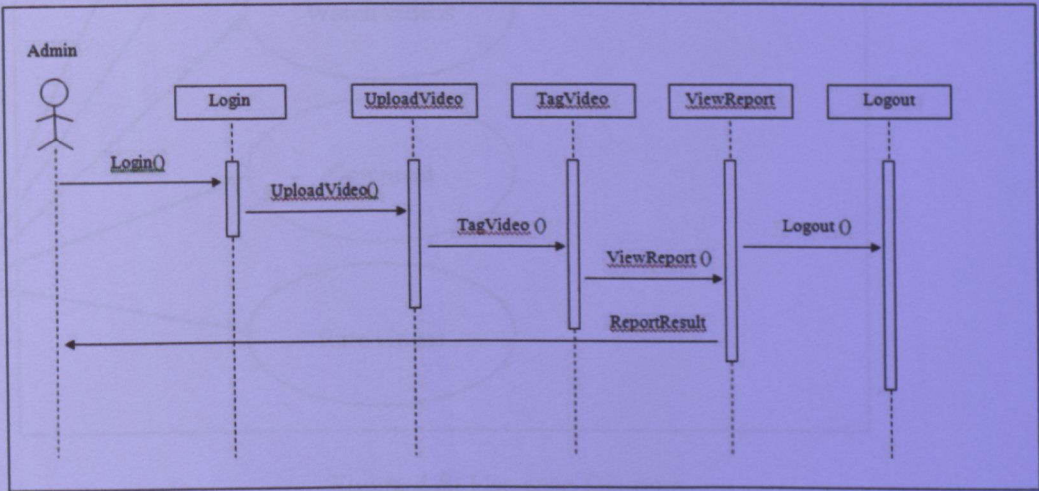 Admin
Login
UploadVideo
TagVideo
ViewReport
Logout
Login()
UploadVideo()
TagVideo ()
Logout ()
ViewReport ()
ReportResult